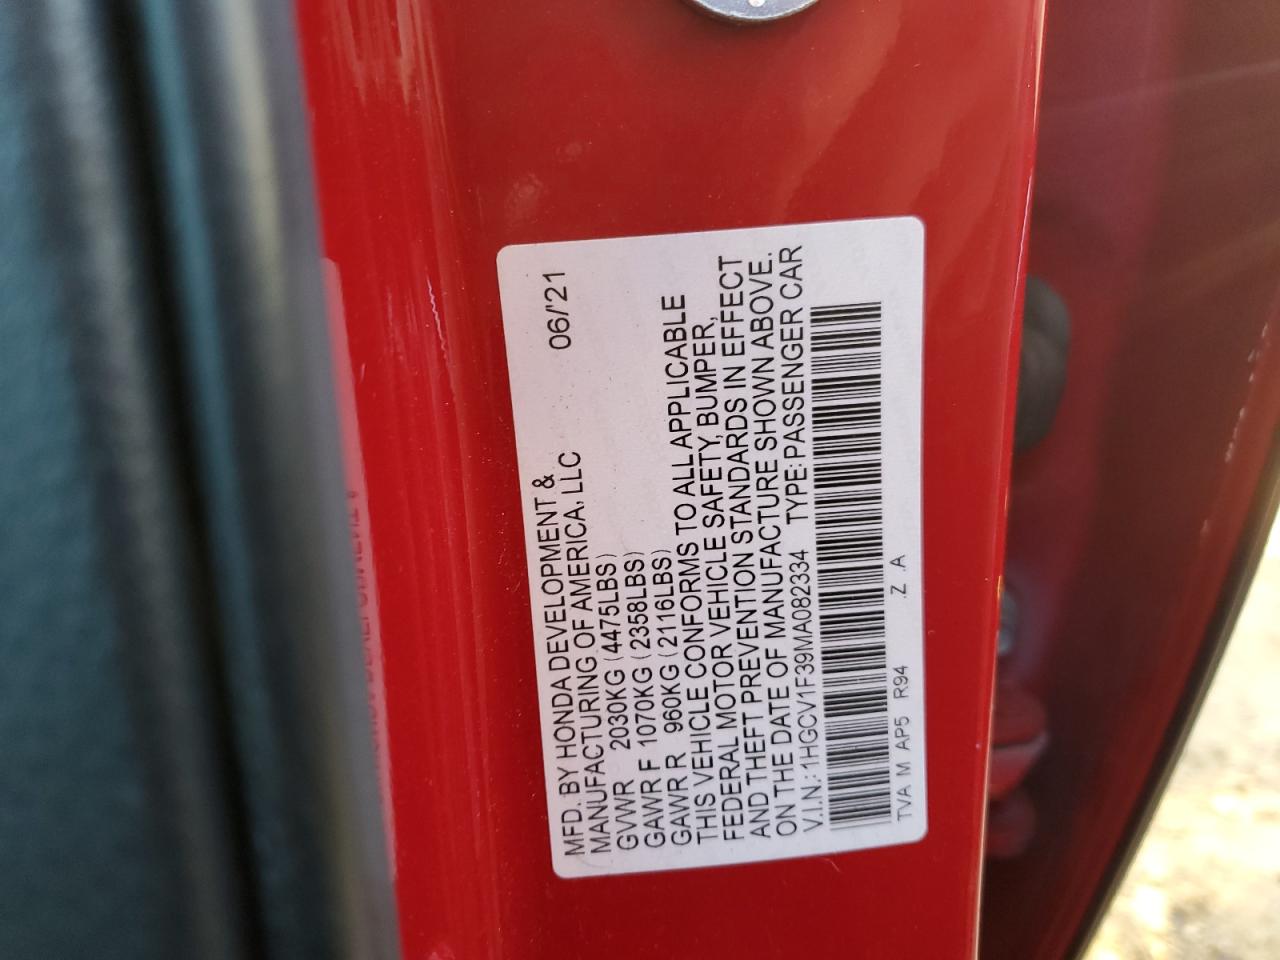 MFD. BY HONDA DEVELOPMENT &
MANUFACTURING OF AMERICA, LLC 06/'21
GVWR 2030KG (4475LBS)
GAWR F 1070KG (2358LBS)
GAWR R 960KG (2116LBS)
THIS VEHICLE CONFORMS TO ALL APPLICABLE
FEDERAL MOTOR VEHICLE SAFETY, BUMPER,
AND THEFT PREVENTION STANDARDS IN EFFECT
ON THE DATE OF MANUFACTURE SHOWN ABOVE.
V.I.N.: 1HGCV1F39MA082334 TYPE: PASSENGER CAR
TVA M AP5 R94 .Z A